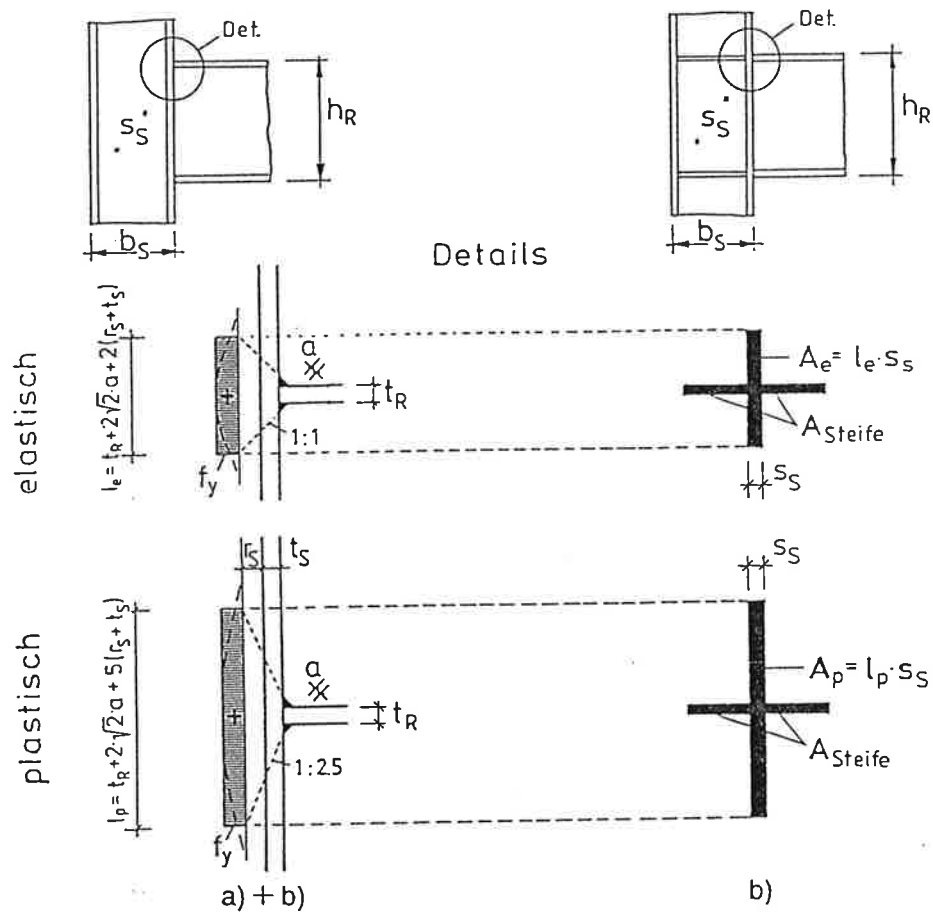 Det.
h_R
s_S
b_S
Det.
h_R
s_S
b_S
Details
elastisch
l_e = t_R + 2√2·a + 2(r_S + t_S)
a
t_R
1:1
f_y
A_e = l_e · s_S
A_Steife
s_S
plastisch
l_p = t_R + 2·√2·a + 5(r_S + t_S)
r_S
t_S
a
t_R
1:2.5
f_y
s_S
A_p = l_p · s_S
A_Steife
a) + b)
b)